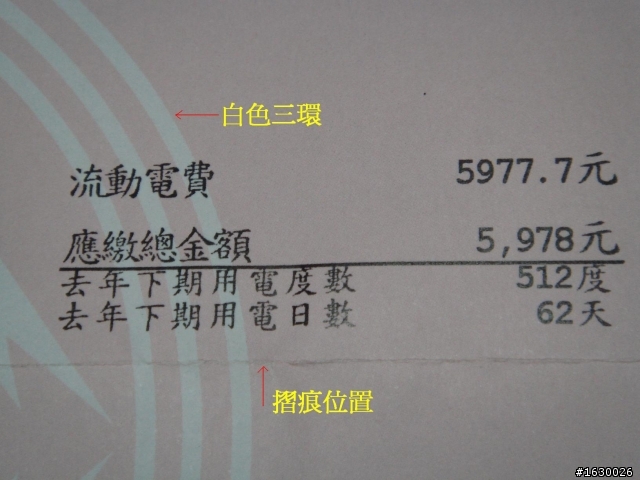 白色三環
流動電費 5977.7元
應繳總金額 5,978元
去年下期用電度數 512度
去年下期用電日數 62天
摺痕位置
#1630026